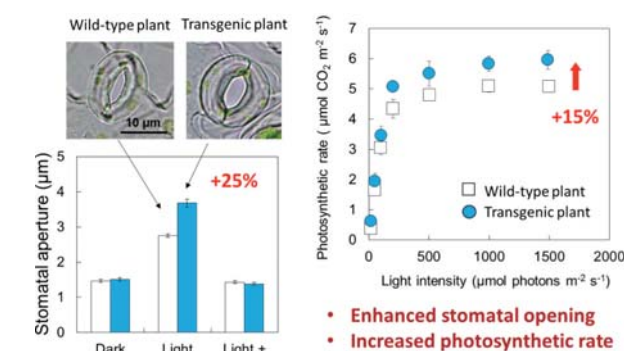 Wild-type plant Transgenic plant
10 μm
Stomatal aperture (μm)
5
4
3
2
1
0
+25%
Dark Light Light +
Photosynthetic rate ( μmol CO₂ m⁻² s⁻¹)
7
6
5
4
3
2
1
0
+15%
Wild-type plant
Transgenic plant
0 500 1000 1500 2000
Light intensity (μmol photons m⁻² s⁻¹)
• Enhanced stomatal opening
• Increased photosynthetic rate